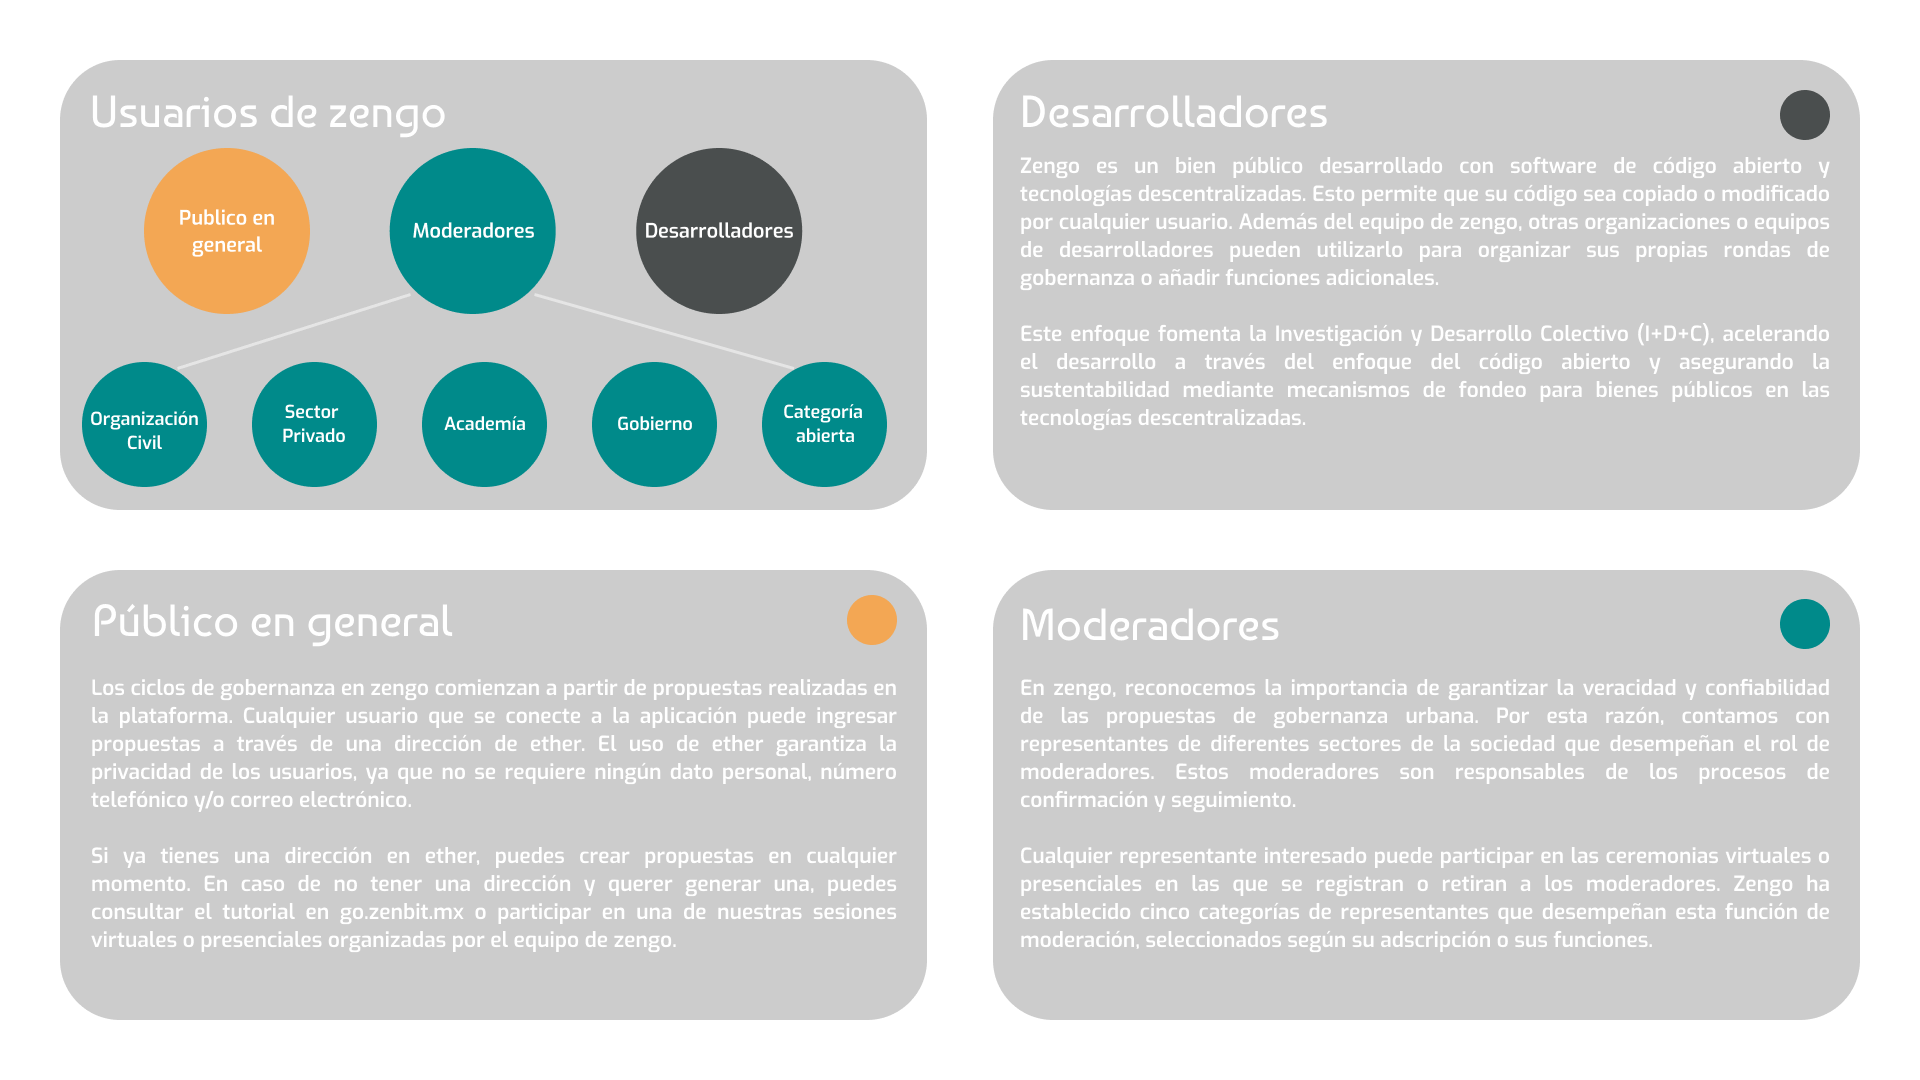 Usuarios de zengo
Publico en
general
Moderadores
Desarrolladores
Organización
Civil
Sector
Privado
Academía
Gobierno
Categoría
abierta
Desarrolladores
Zengo es un bien público desarrollado con software de código abierto y
tecnologías descentralizadas. Esto permite que su código sea copiado o modificado
por cualquier usuario. Además del equipo de zengo, otras organizaciones o equipos
de desarrolladores pueden utilizarlo para organizar sus propias rondas de
gobernanza o añadir funciones adicionales.
Este enfoque fomenta la Investigación y Desarrollo Colectivo (I+D+C), acelerando
el desarrollo a través del enfoque del código abierto y asegurando la
sustentabilidad mediante mecanismos de fondeo para bienes públicos en las
tecnologías descentralizadas.
Público en general
Los ciclos de gobernanza en zengo comienzan a partir de propuestas realizadas en
la plataforma. Cualquier usuario que se conecte a la aplicación puede ingresar
propuestas a través de una dirección de ether. El uso de ether garantiza la
privacidad de los usuarios, ya que no se requiere ningún dato personal, número
telefónico y/o correo electrónico.
Si ya tienes una dirección en ether, puedes crear propuestas en cualquier
momento. En caso de no tener una dirección y querer generar una, puedes
consultar el tutorial en go.zenbit.mx o participar en una de nuestras sesiones
virtuales o presenciales organizadas por el equipo de zengo.
Moderadores
En zengo, reconocemos la importancia de garantizar la veracidad y confiabilidad
de las propuestas de gobernanza urbana. Por esta razón, contamos con
representantes de diferentes sectores de la sociedad que desempeñan el rol de
moderadores. Estos moderadores son responsables de los procesos de
confirmación y seguimiento.
Cualquier representante interesado puede participar en las ceremonias virtuales o
presenciales en las que se registran o retiran a los moderadores. Zengo ha
establecido cinco categorías de representantes que desempeñan esta función de
moderación, seleccionados según su adscripción o sus funciones.